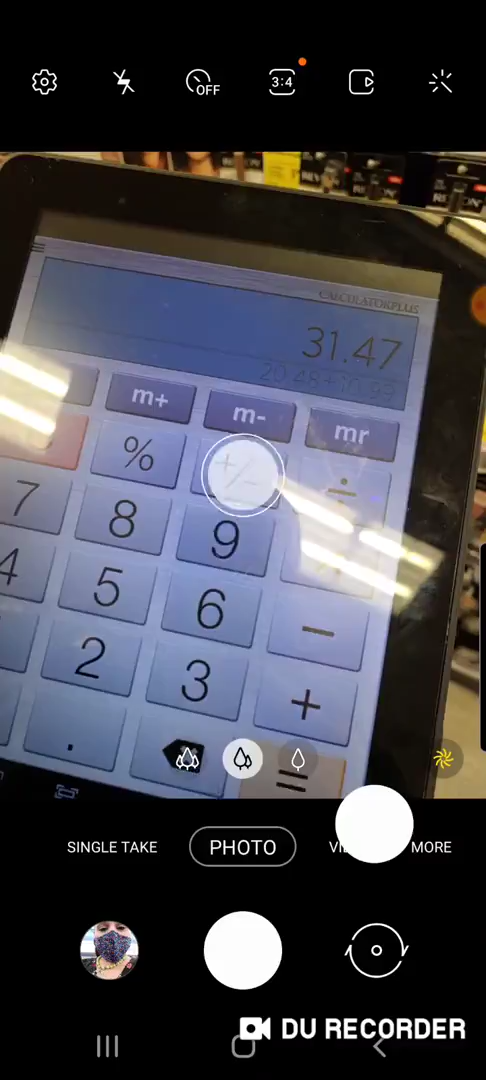 OFF
3:4
REVLON
CALCULATORPLUS
31.47
20.48+10.99
m+
m-
mr
%
+/-
÷
7
8
9
4
5
6
−
2
3
+
.
=
SINGLE TAKE
PHOTO
MORE
DU RECORDER